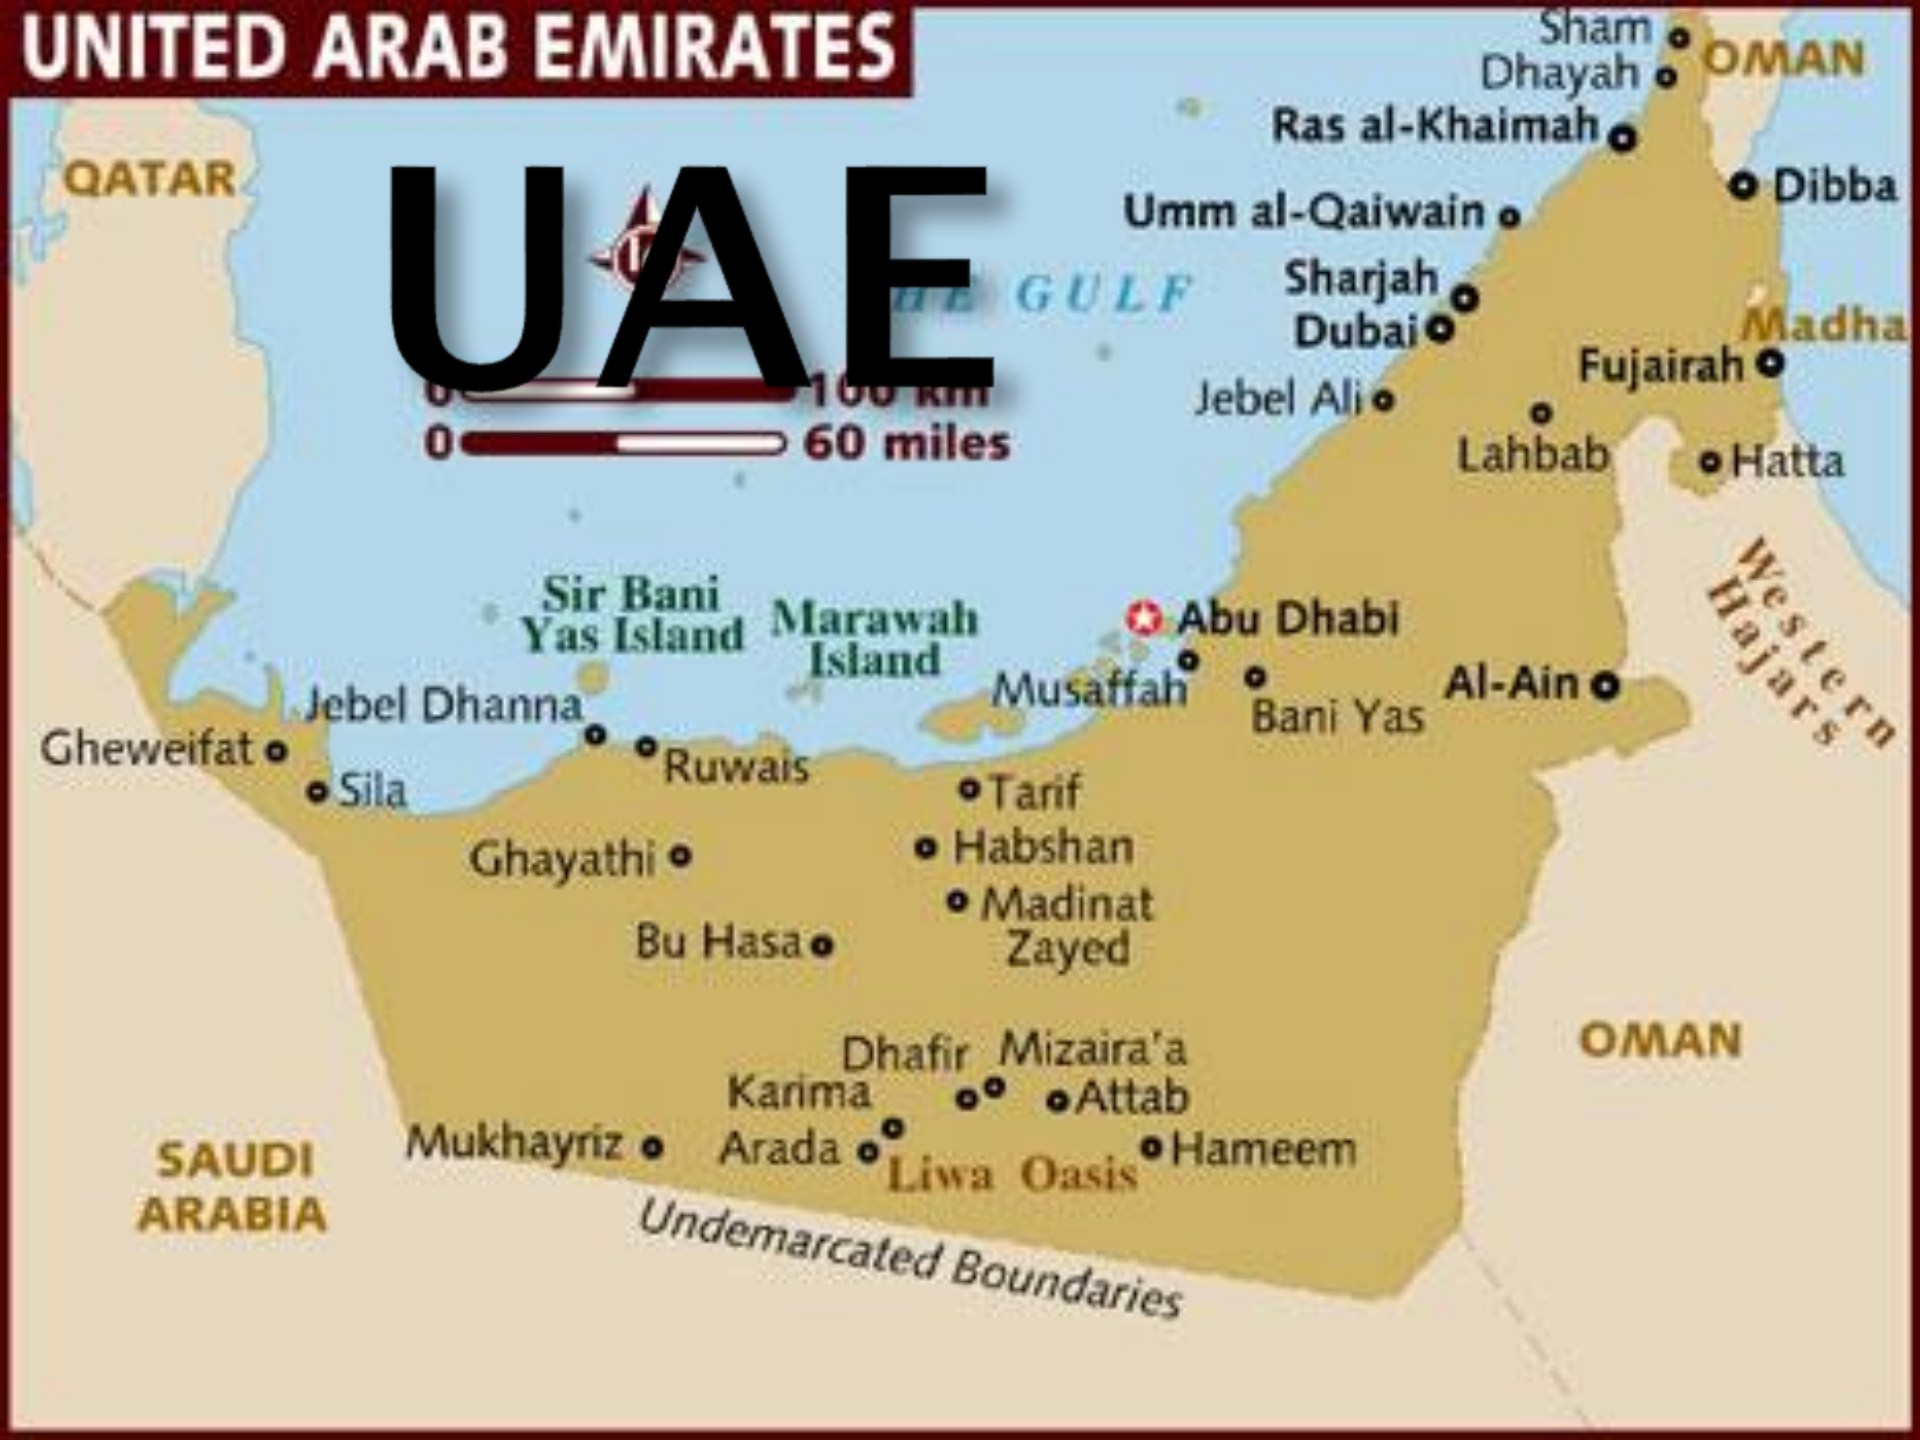 UNITED ARAB EMIRATES
Sham
OMAN
Dhayah
Ras al-Khaimah
QATAR
Dibba
UAE
Umm al-Qaiwain
Sharjah
HE GULF
Dubai
Madha
Fujairah
0 100 km
Jebel Ali
0 60 miles
Lahbab
Hatta
Western
Hajars
Sir Bani
Yas Island
Marawah
Island
Abu Dhabi
Musaffah
Bani Yas
Al-Ain
Jebel Dhanna
Gheweifat
Ruwais
Sila
Tarif
Ghayathi
Habshan
Madinat
Zayed
Bu Hasa
OMAN
Dhafir
Mizaira'a
Karima
Attab
Mukhayriz
Arada
Hameem
Liwa Oasis
SAUDI
ARABIA
Undemarcated Boundaries